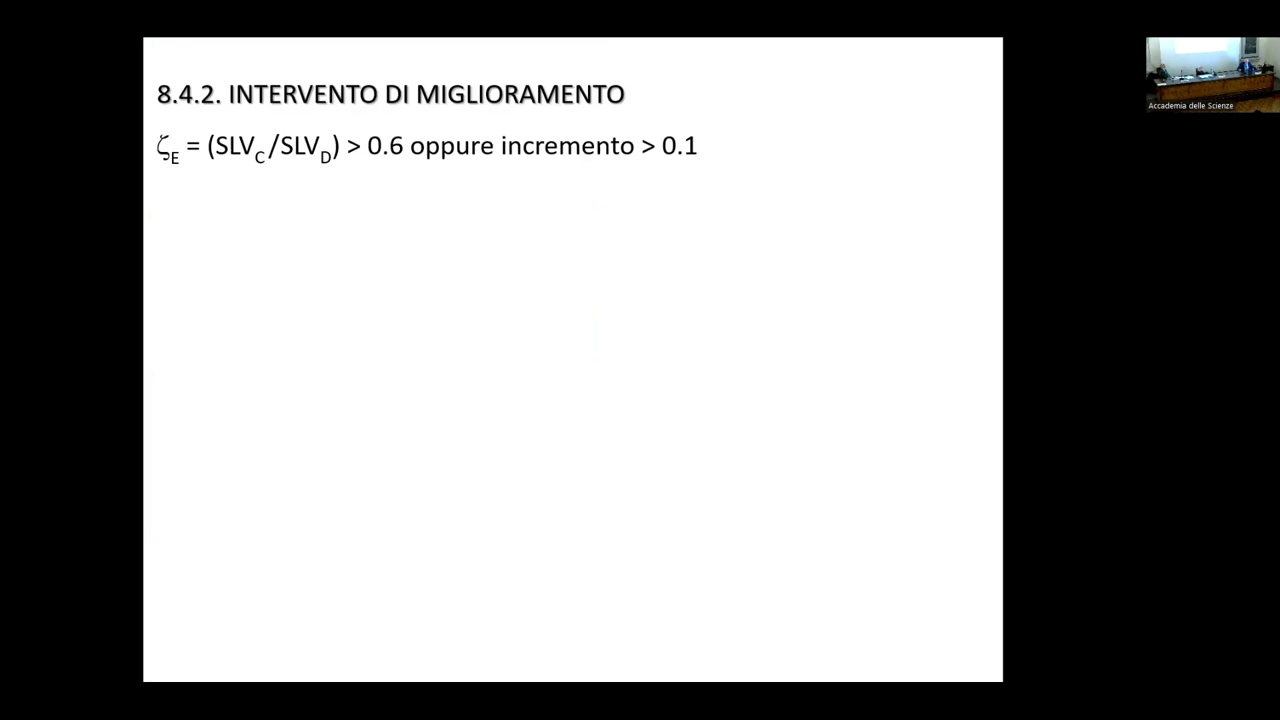 8.4.2. INTERVENTO DI MIGLIORAMENTO
ζE = (SLVC/SLVD) > 0.6 oppure incremento > 0.1
Accademia delle Scienze